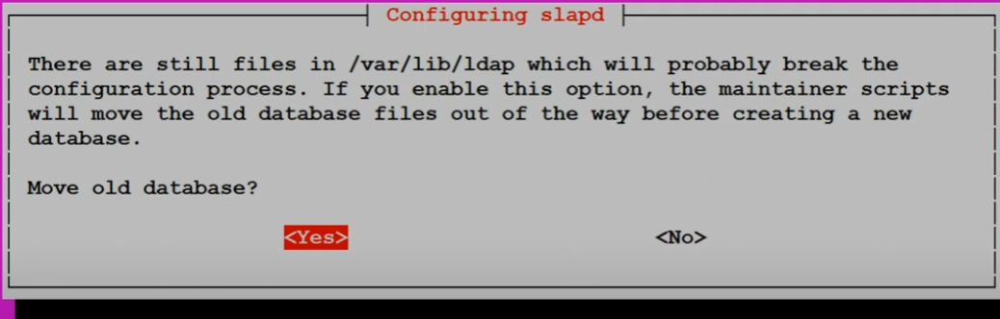 Configuring slapd
There are still files in /var/lib/ldap which will probably break the
configuration process. If you enable this option, the maintainer scripts
will move the old database files out of the way before creating a new
database.
Move old database?
<Yes> <No>